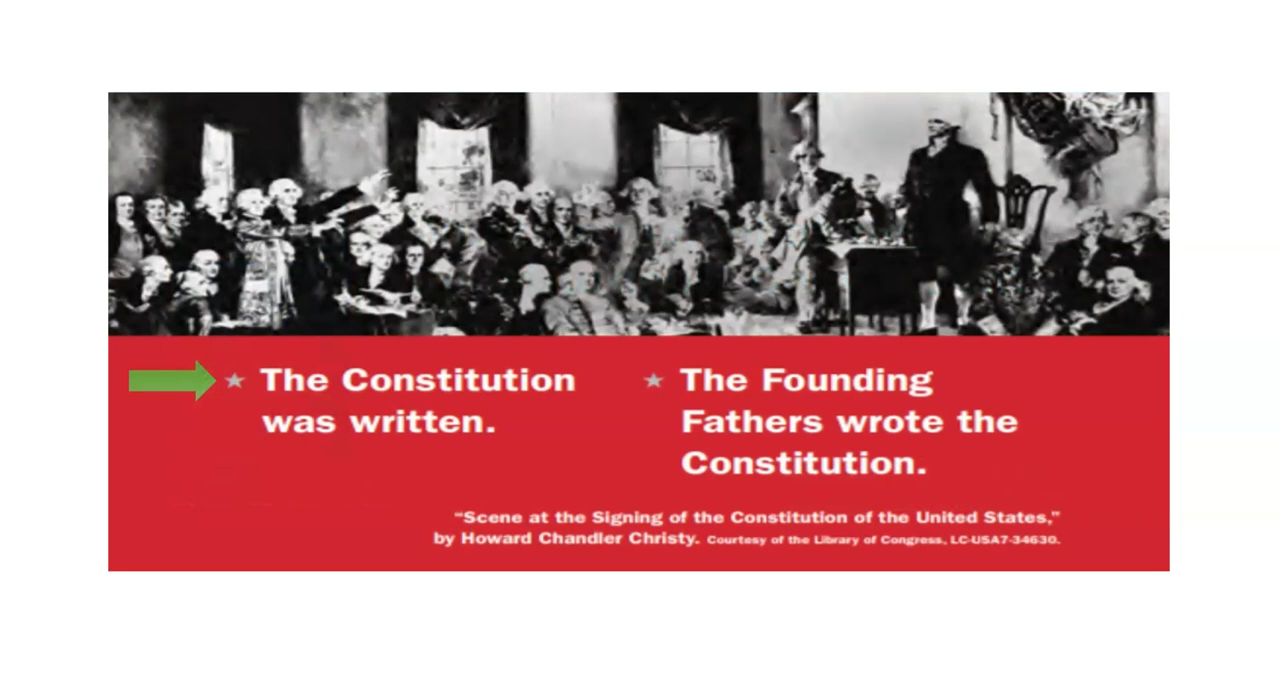 The Constitution
was written.
The Founding
Fathers wrote the
Constitution.
“Scene at the Signing of the Constitution of the United States,”
by Howard Chandler Christy. Courtesy of the Library of Congress, LC-USA7-34630.